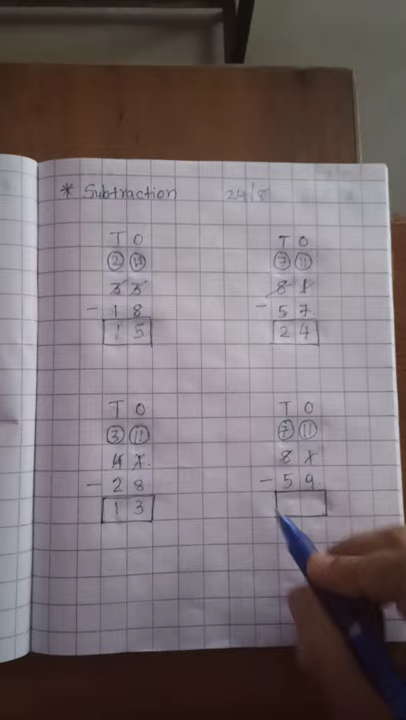 * Subtraction 24/8
T O
② ⑬
3 3
- 1 8
1 5
T O
⑦ ⑪
8 1
- 5 7
2 4
T O
③ ⑪
4 1
- 2 8
1 3
T O
⑦ ⑪
8 1
- 5 9